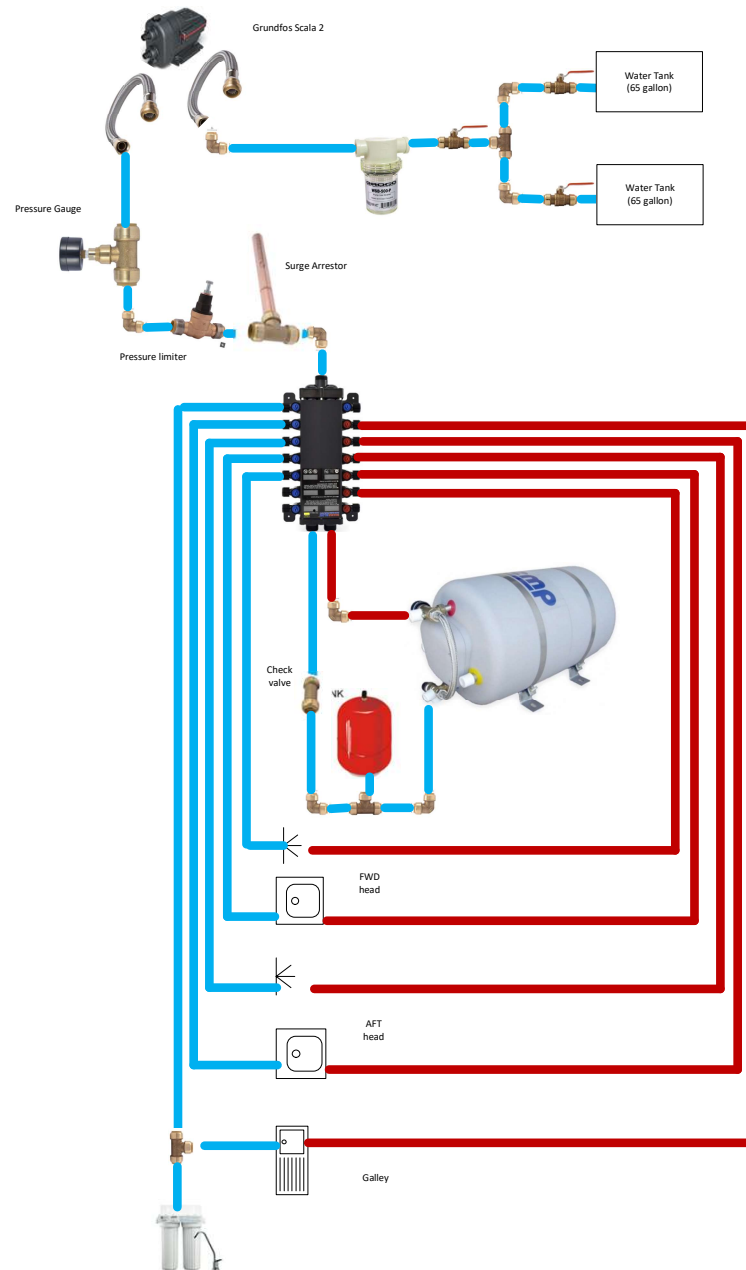 Grundfos Scala 2
Water Tank
(65 gallon)
Water Tank
(65 gallon)
Pressure Gauge
Surge Arrestor
Pressure limiter
Check
valve
NK
FWD
head
AFT
head
Galley